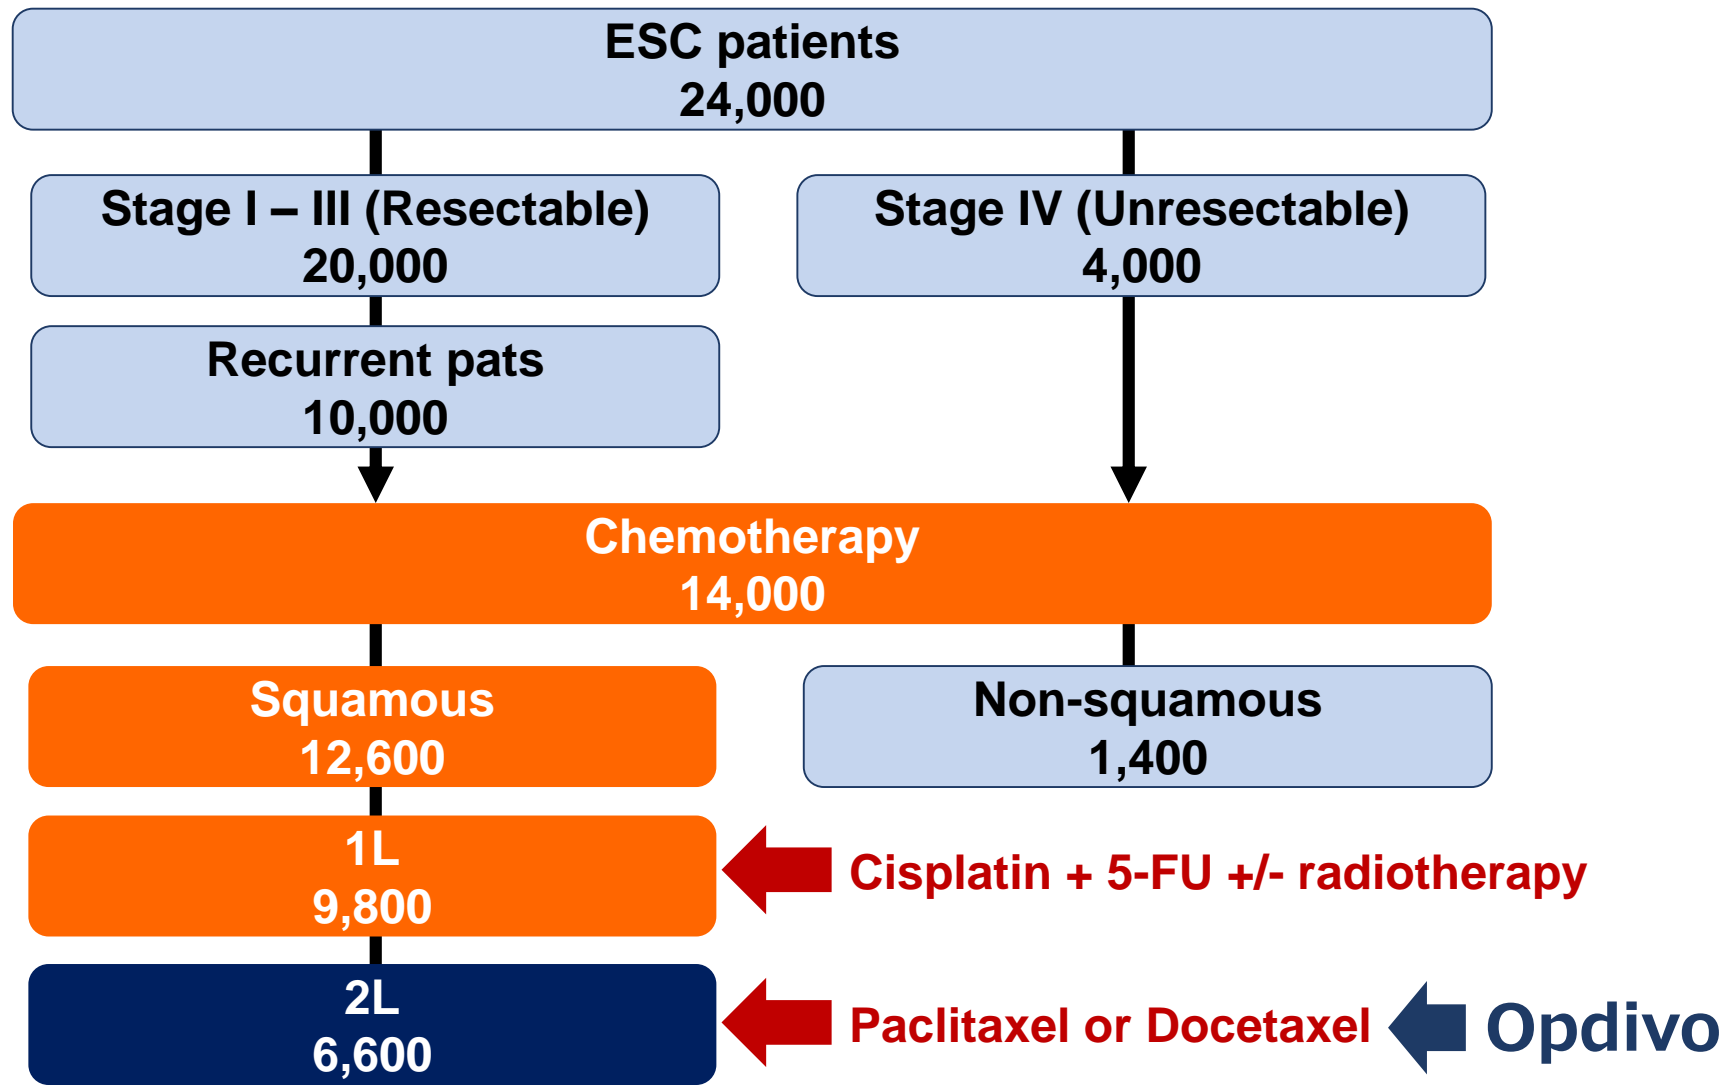 ESC patients
24,000
Stage I – III (Resectable)
20,000
Stage IV (Unresectable)
4,000
Recurrent pats
10,000
Chemotherapy
14,000
Squamous
12,600
Non-squamous
1,400
1L
9,800
Cisplatin + 5-FU +/- radiotherapy
2L
6,600
Paclitaxel or Docetaxel
Opdivo